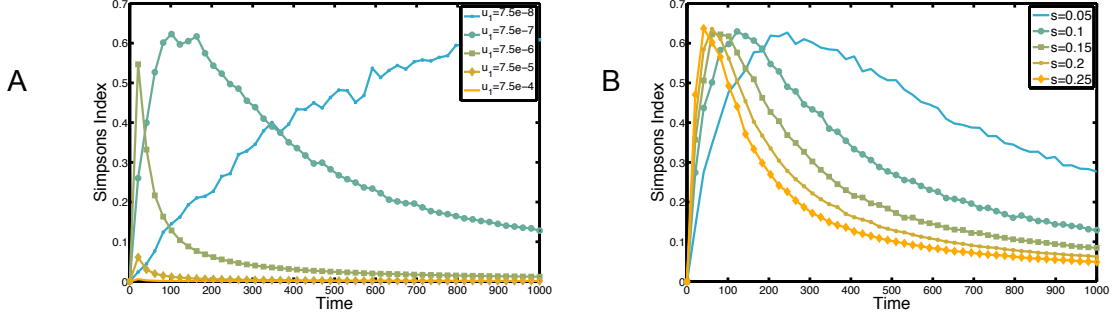 A
Simpsons Index
0.7
0.6
0.5
0.4
0.3
0.2
0.1
0
0 100 200 300 400 500 600 700 800 900 1000
Time
u1=7.5e−8
u1=7.5e−7
u1=7.5e−6
u1=7.5e−5
u1=7.5e−4
B
Simpsons Index
0.7
0.6
0.5
0.4
0.3
0.2
0.1
0
0 100 200 300 400 500 600 700 800 900 1000
Time
s=0.05
s=0.1
s=0.15
s=0.2
s=0.25